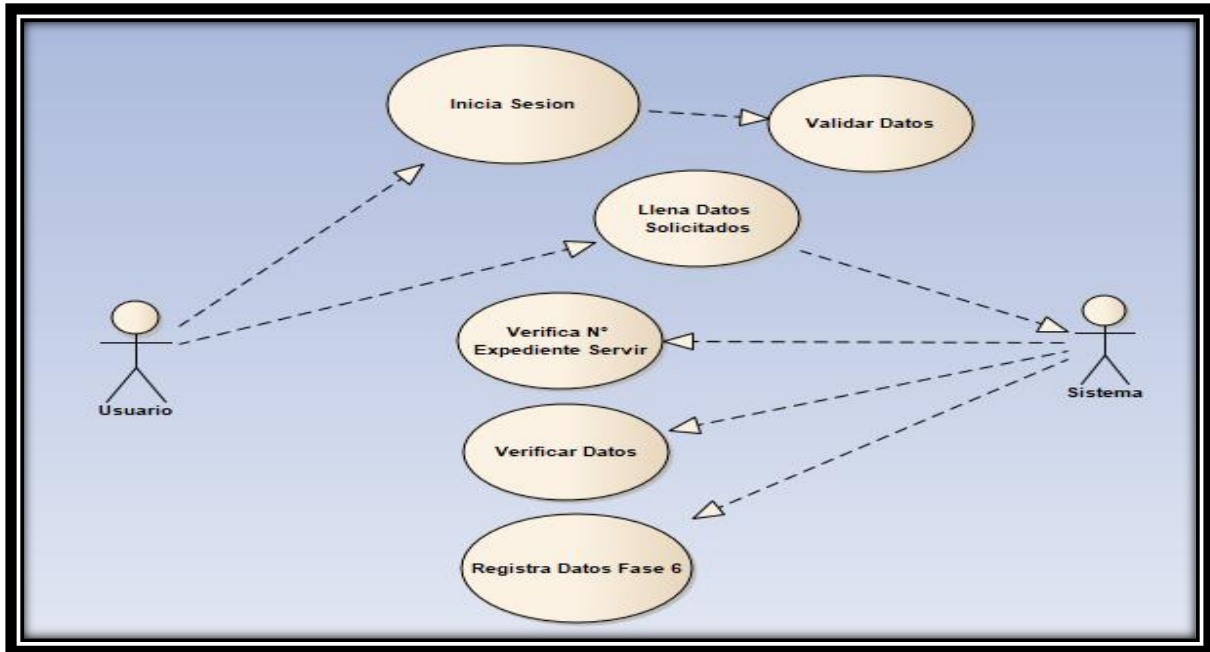 Inicia Sesion
Validar Datos
Llena Datos
Solicitados
Verifica N°
Expediente Servir
Usuario
Sistema
Verificar Datos
Registra Datos Fase 6